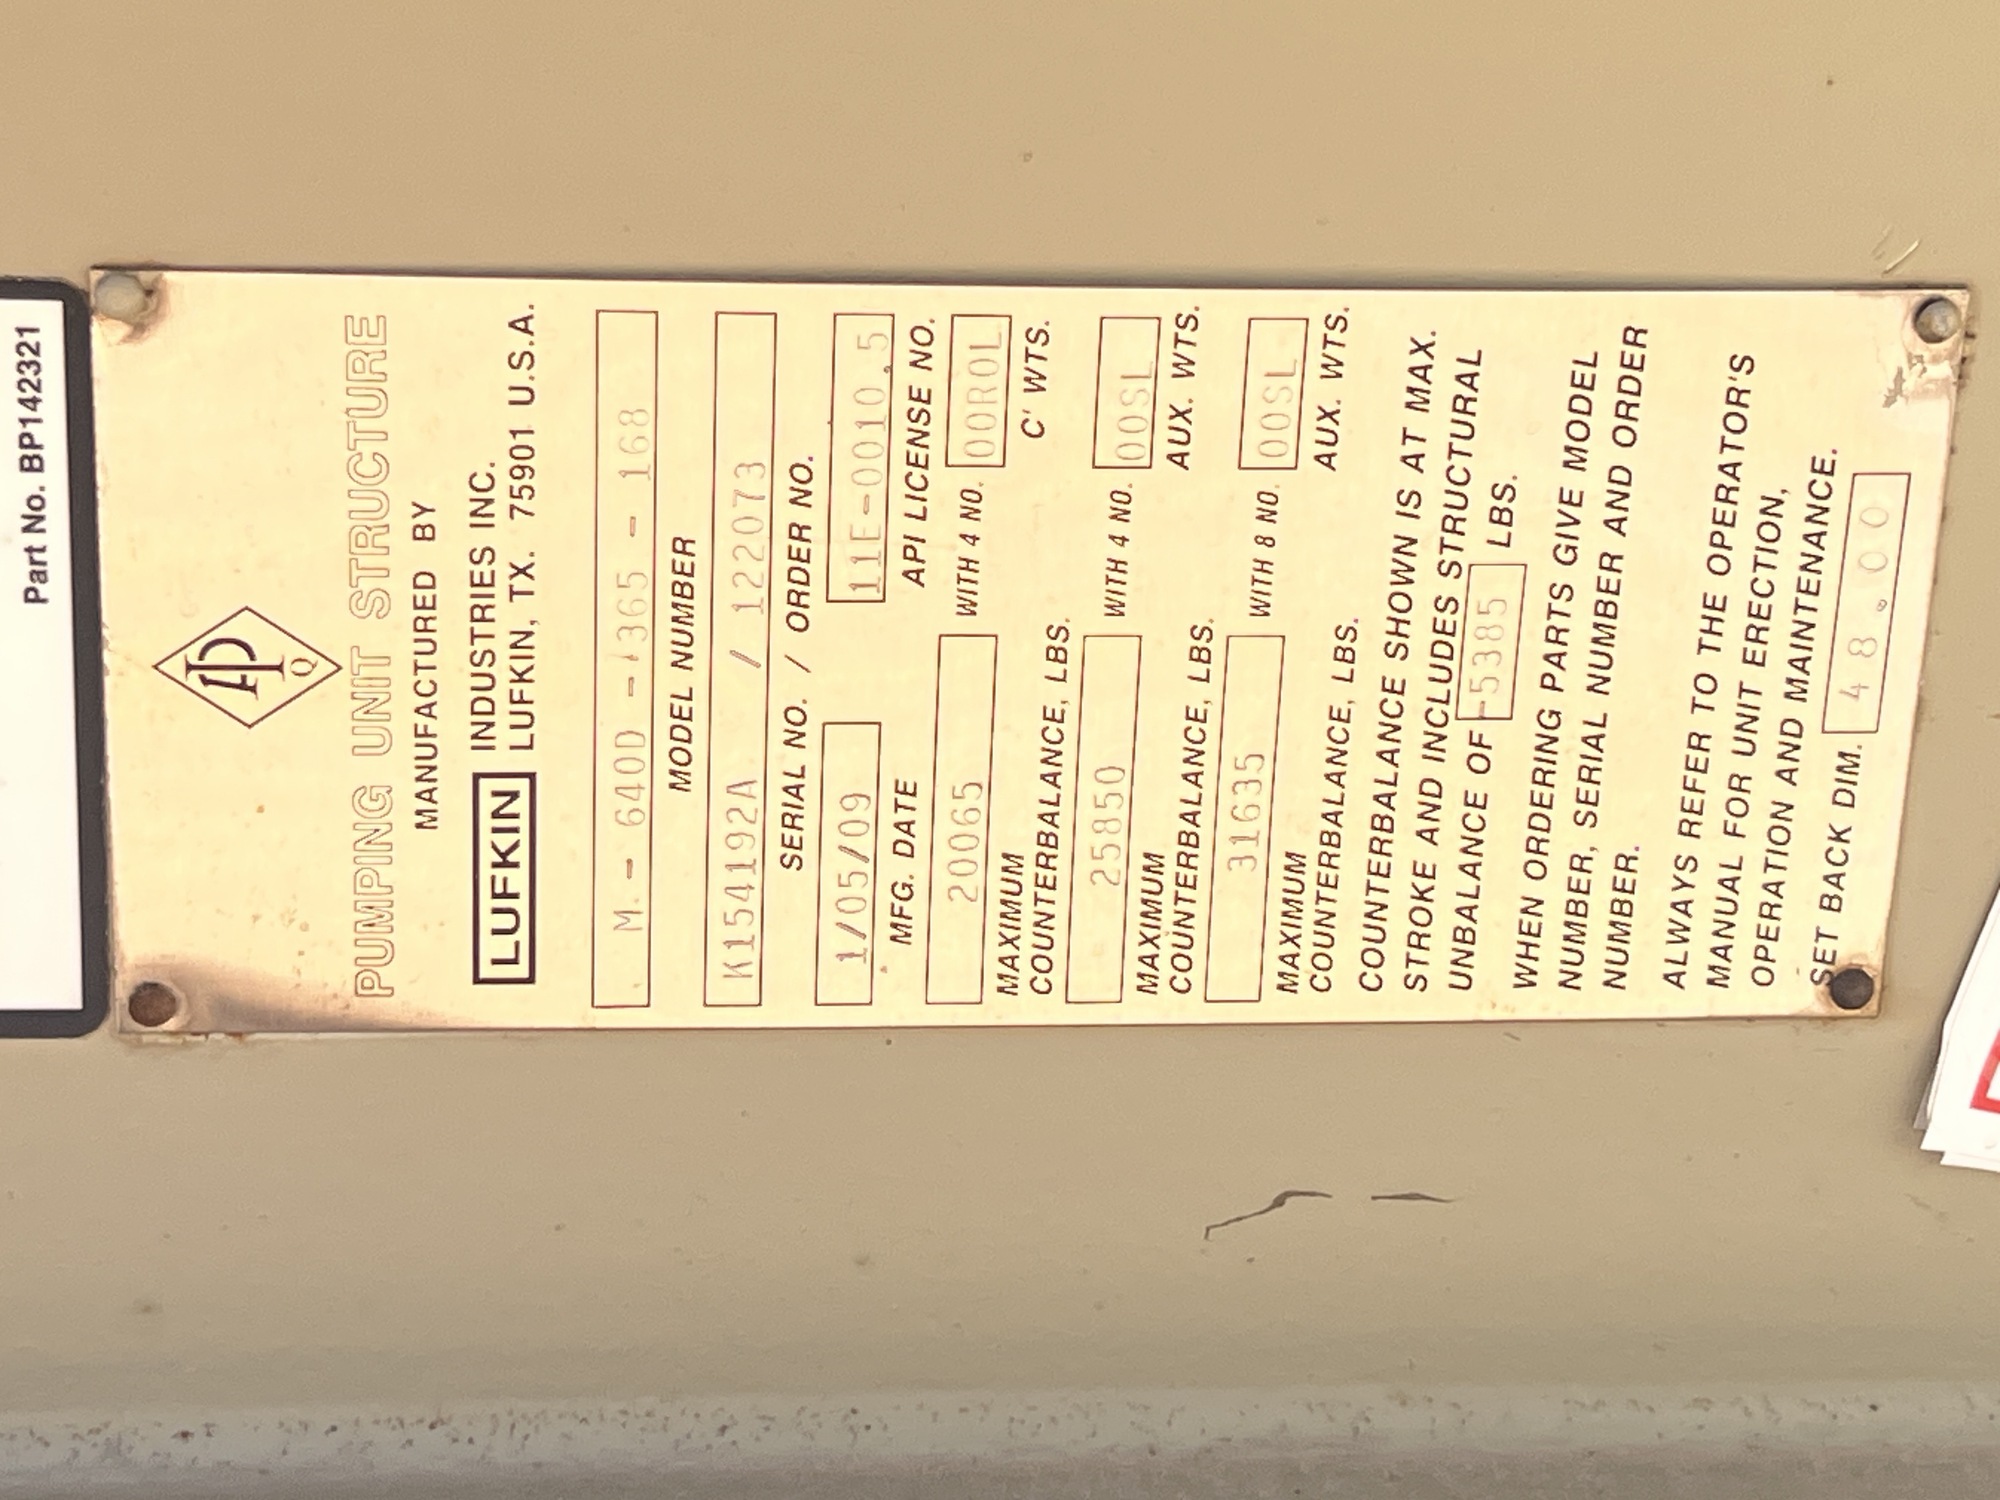 Part No. BP142321
API
Q
PUMPING UNIT STRUCTURE
MANUFACTURED BY
LUFKIN INDUSTRIES INC.
LUFKIN, TX. 75901 U.S.A.
M - 640D - 365 - 168
MODEL NUMBER
K154192A / 122073
SERIAL NO. / ORDER NO.
1/05/09 11E-0010.5
MFG. DATE API LICENSE NO.
20065 WITH 4 NO. 00ROL
MAXIMUM C' WTS.
COUNTERBALANCE, LBS.
25850 WITH 4 NO. 00SL
MAXIMUM AUX. WTS.
COUNTERBALANCE, LBS.
31635 WITH 8 NO. 00SL
MAXIMUM AUX. WTS.
COUNTERBALANCE, LBS.
COUNTERBALANCE SHOWN IS AT MAX.
STROKE AND INCLUDES STRUCTURAL
UNBALANCE OF -5385 LBS.
WHEN ORDERING PARTS GIVE MODEL
NUMBER, SERIAL NUMBER AND ORDER
NUMBER.
ALWAYS REFER TO THE OPERATOR'S
MANUAL FOR UNIT ERECTION,
OPERATION AND MAINTENANCE.
SET BACK DIM. 48.00